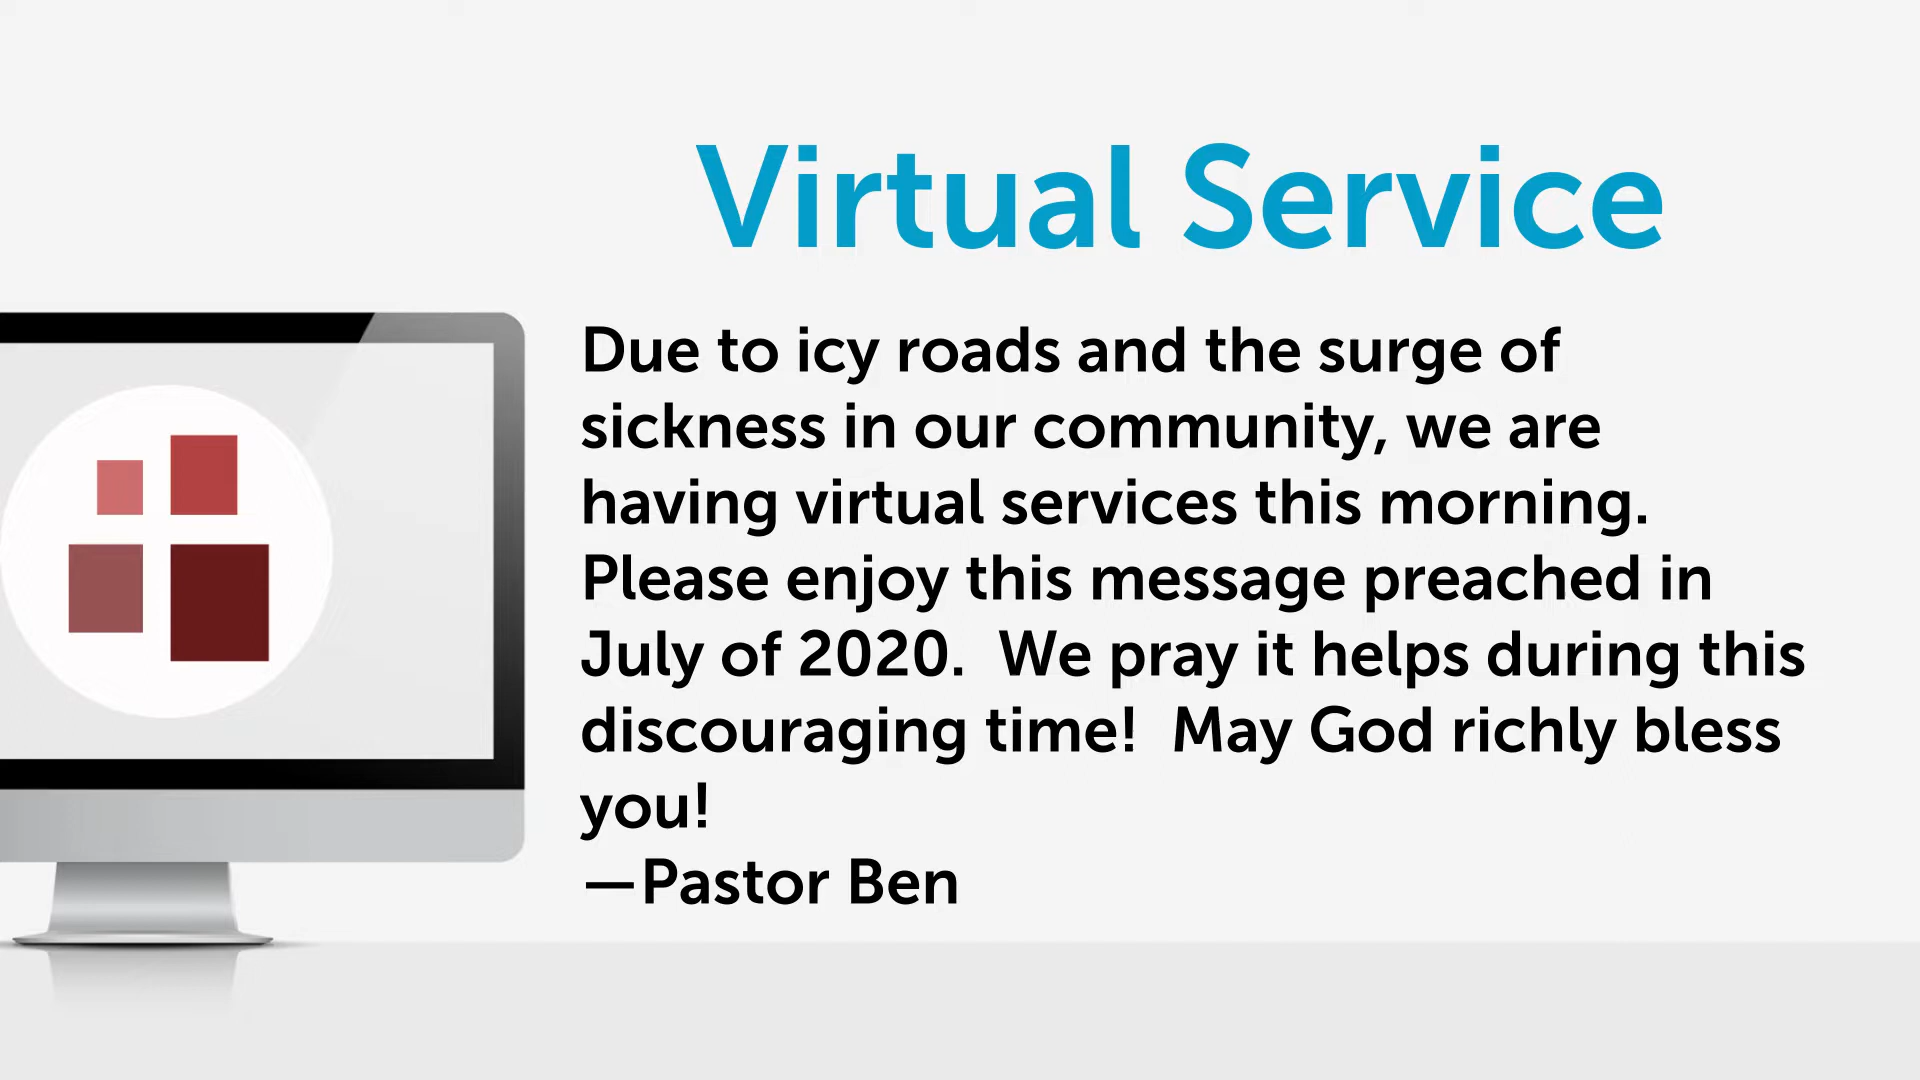 Virtual Service
Due to icy roads and the surge of
sickness in our community, we are
having virtual services this morning.
Please enjoy this message preached in
July of 2020.  We pray it helps during this
discouraging time!  May God richly bless
you!
—Pastor Ben